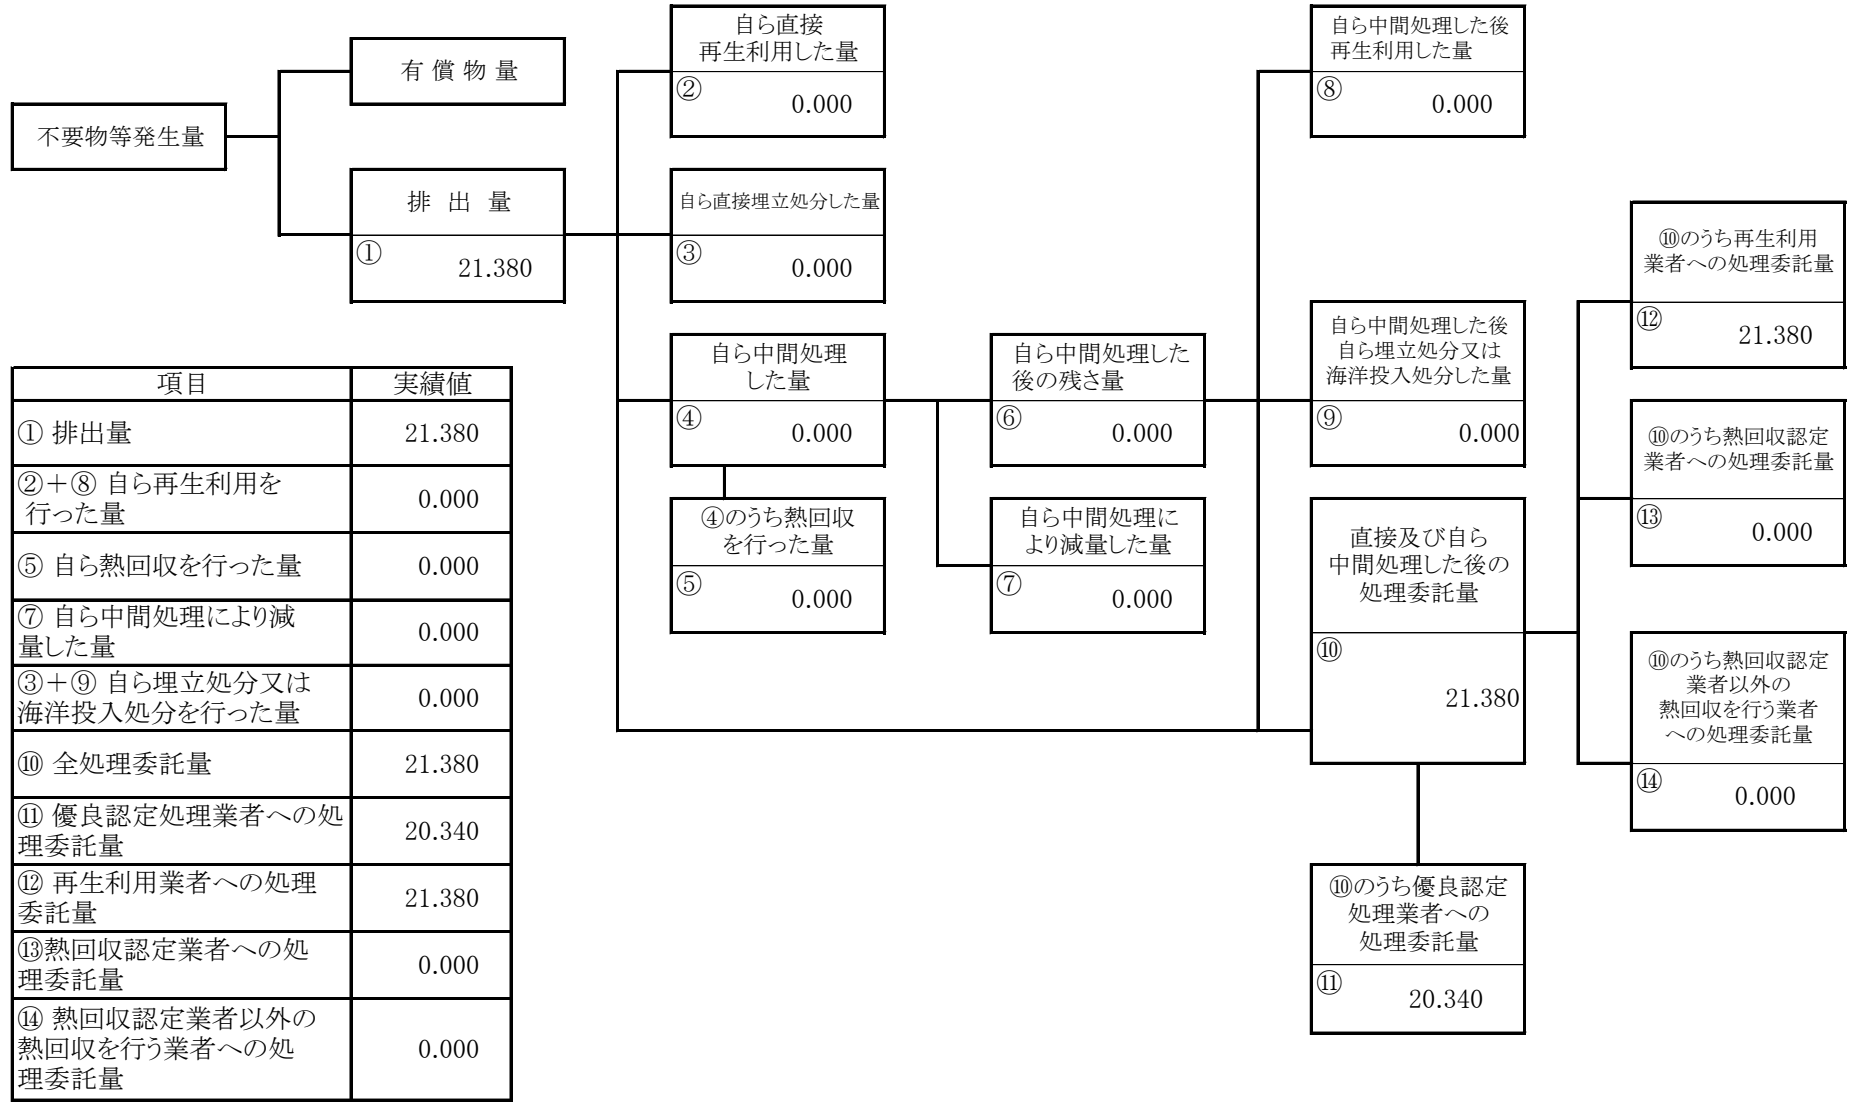 不要物等発生量
有 償 物 量
排 出 量
①
21.380
自ら直接
再生利用した量
②
0.000
自ら直接埋立処分した量
③
0.000
自ら中間処理
した量
④
0.000
④のうち熱回収
を行った量
⑤
0.000
自ら中間処理した
後の残さ量
⑥
0.000
自ら中間処理に
より減量した量
⑦
0.000
自ら中間処理した後
再生利用した量
⑧
0.000
自ら中間処理した後
自ら埋立処分又は
海洋投入処分した量
⑨
0.000
直接及び自ら
中間処理した後の
処理委託量
⑩
21.380
⑩のうち優良認定
処理業者への
処理委託量
⑪
20.340
⑩のうち再生利用
業者への処理委託量
⑫
21.380
⑩のうち熱回収認定
業者への処理委託量
⑬
0.000
⑩のうち熱回収認定
業者以外の
熱回収を行う業者
への処理委託量
⑭
0.000
項目 実績値
① 排出量 21.380
②＋⑧ 自ら再生利用を
行った量 0.000
⑤ 自ら熱回収を行った量 0.000
⑦ 自ら中間処理により減
量した量 0.000
③＋⑨ 自ら埋立処分又は
海洋投入処分を行った量 0.000
⑩ 全処理委託量 21.380
⑪ 優良認定処理業者への処
理委託量 20.340
⑫ 再生利用業者への処理
委託量 21.380
⑬熱回収認定業者への処
理委託量 0.000
⑭ 熱回収認定業者以外の
熱回収を行う業者への処
理委託量 0.000